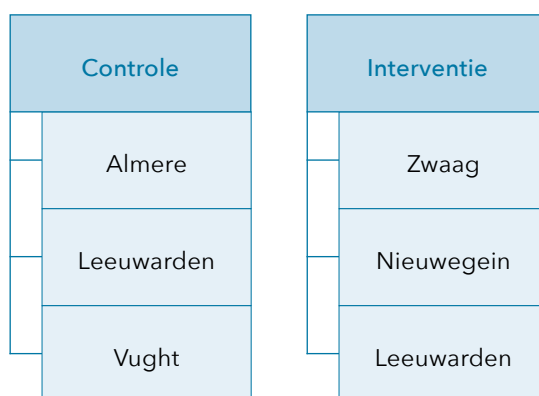 Controle
Almere
Leeuwarden
Vught
Interventie
Zwaag
Nieuwegein
Leeuwarden